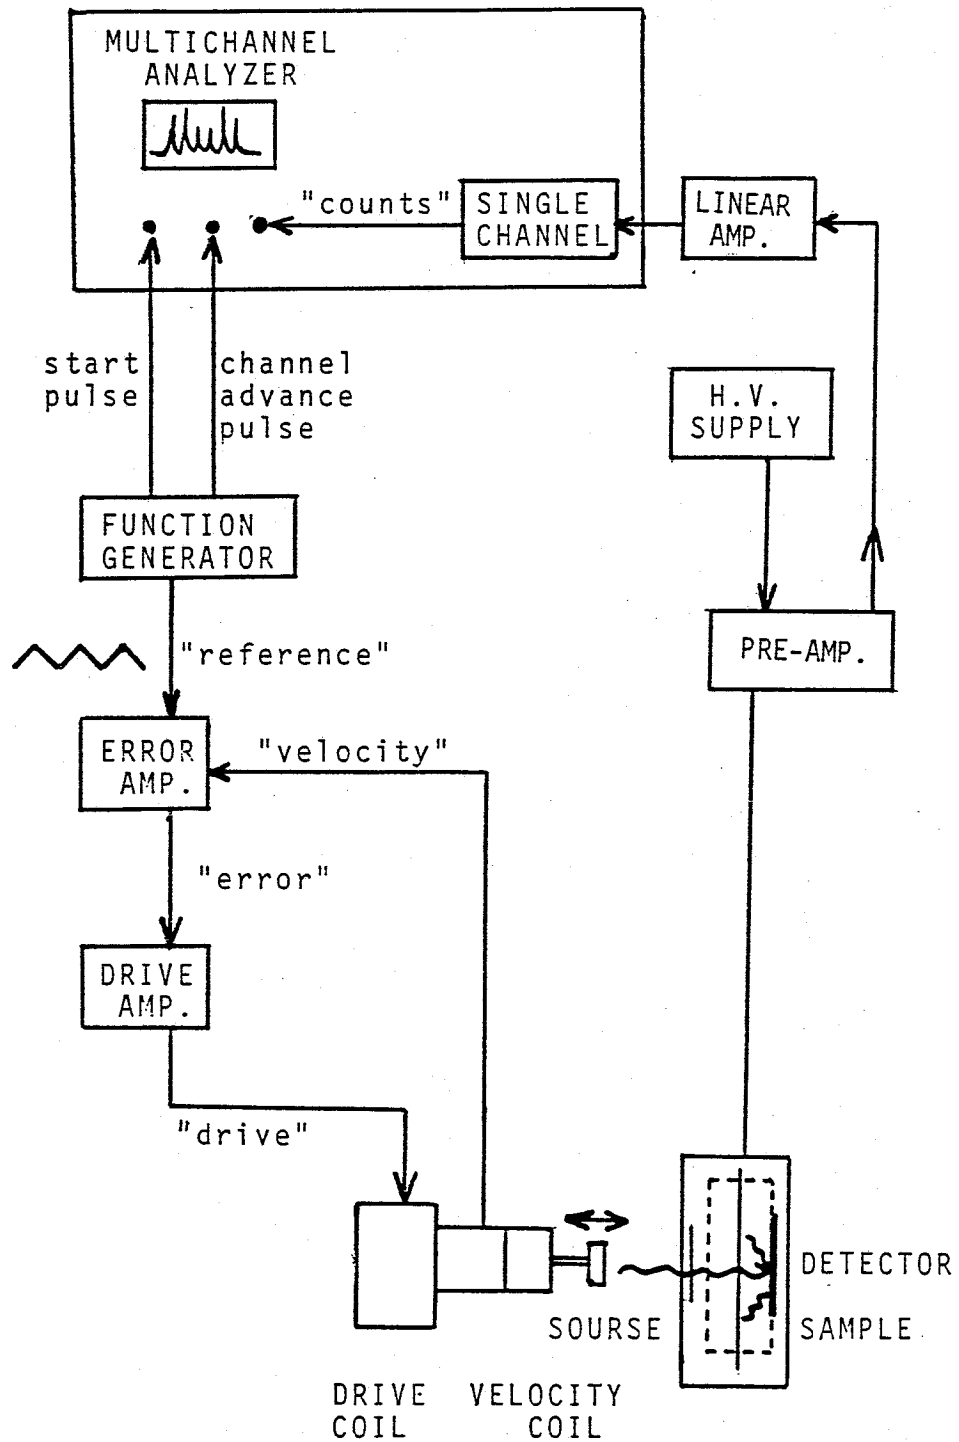 MULTICHANNEL
ANALYZER
"counts"
SINGLE
CHANNEL
LINEAR
AMP.
start
pulse
channel
advance
pulse
H.V.
SUPPLY
FUNCTION
GENERATOR
"reference"
PRE-AMP.
ERROR
AMP.
"velocity"
"error"
DRIVE
AMP.
"drive"
DETECTOR
SOURSE
SAMPLE
DRIVE
COIL
VELOCITY
COIL